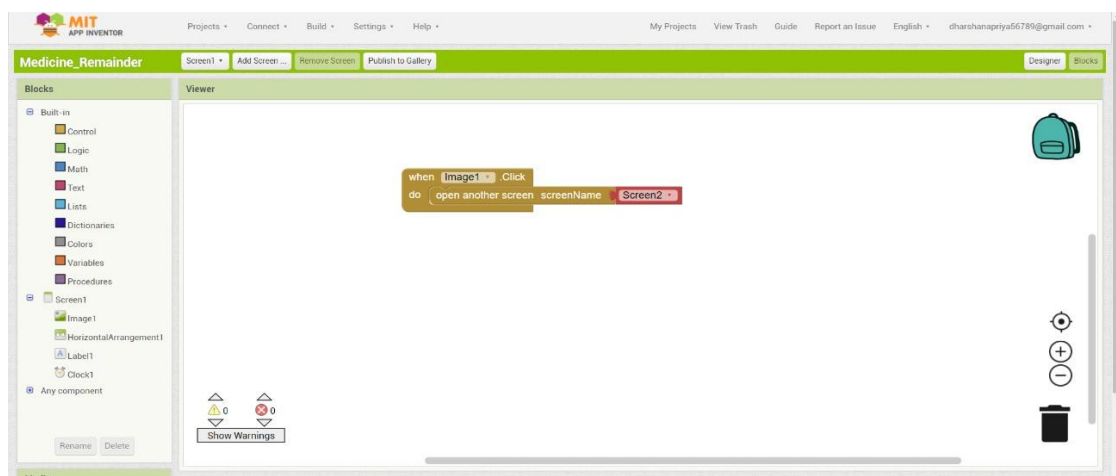 MIT
APP INVENTOR
Projects Connect Build Settings Help My Projects View Trash Guide Report an Issue English dharshanapriya56789@gmail.com
Medicine_Remainder Screen1 Add Screen ... Remove Screen Publish to Gallery Designer Blocks
Blocks Viewer
Built-in
Control
Logic
Math
Text
Lists
Dictionaries
Colors
Variables
Procedures
Screen1
Image1
HorizontalArrangement1
Label1
Clock1
Any component
Rename Delete
when Image1 .Click
do open another screen screenName Screen2
0 0
Show Warnings